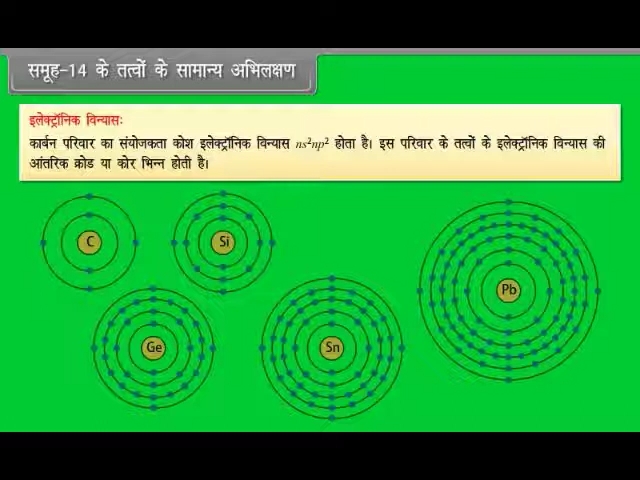 समूह-14 के तत्वों के सामान्य अभिलक्षण
इलेक्ट्रॉनिक विन्यासः
कार्बन परिवार का संयोजकता कोश इलेक्ट्रॉनिक विन्यास ns²np² होता है। इस परिवार के तत्वों के इलेक्ट्रॉनिक विन्यास की
आंतरिक क्रोड या कोर भिन्न होती है।
C
Si
Pb
Ge
Sn